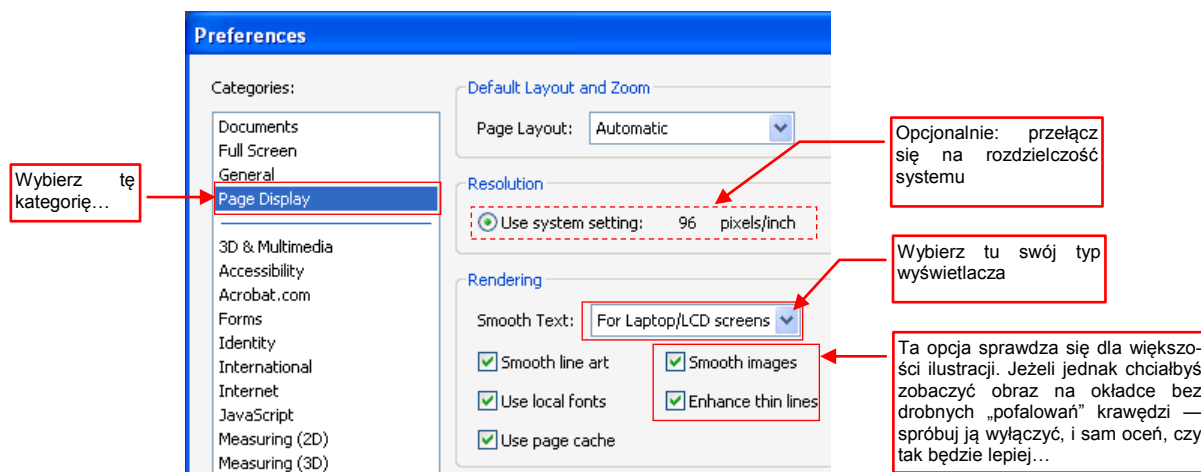 Preferences
Categories:
Documents
Full Screen
General
Page Display
3D & Multimedia
Accessibility
Acrobat.com
Forms
Identity
International
Internet
JavaScript
Measuring (2D)
Measuring (3D)
Default Layout and Zoom
Page Layout: Automatic
Resolution
Use system setting: 96 pixels/inch
Rendering
Smooth Text: For Laptop/LCD screens
Smooth line art
Smooth images
Use local fonts
Enhance thin lines
Use page cache
Wybierz tę
kategorię…
Opcjonalnie: przełącz
się na rozdzielczość
systemu
Wybierz tu swój typ
wyświetlacza
Ta opcja sprawdza się dla większo-
ści ilustracji. Jeżeli jednak chciałbyś
zobaczyć obraz na okładce bez
drobnych „pofalowań” krawędzi —
spróbuj ją wyłączyć, i sam oceń, czy
tak będzie lepiej…